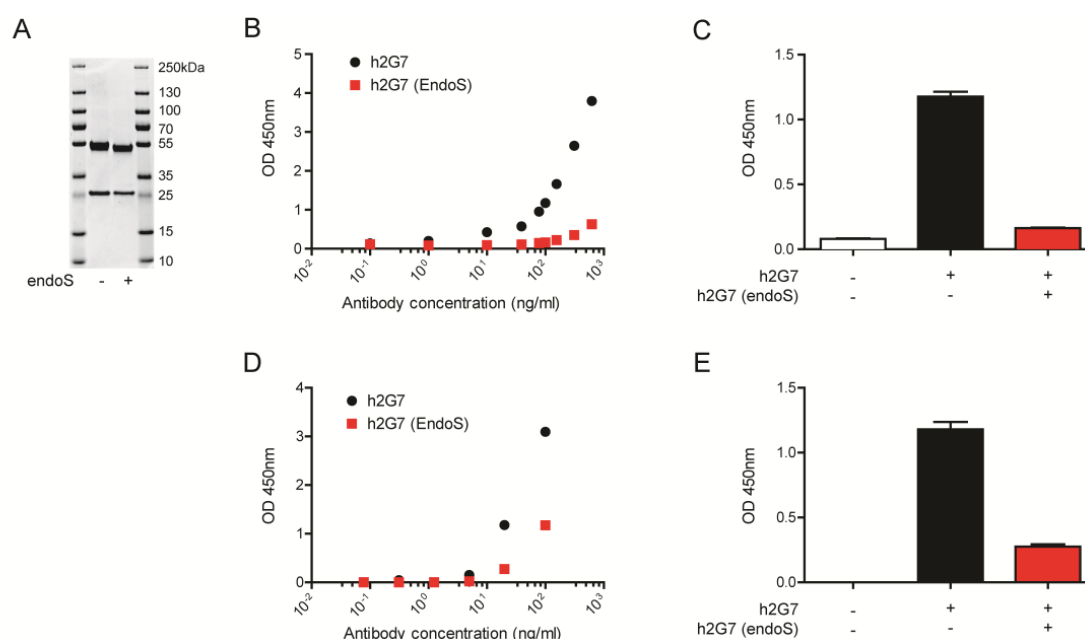 A
250kDa
130
100
70
55
35
25
15
10
endoS - +
B
h2G7
h2G7 (EndoS)
5
4
3
2
1
0
OD 450nm
10-2 10-1 100 101 102 103
Antibody concentration (ng/ml)
C
1.5
1.0
0.5
0.0
OD 450nm
h2G7 - + +
h2G7 (endoS) - - +
D
h2G7
h2G7 (EndoS)
4
3
2
1
0
OD 450nm
10-2 10-1 100 101 102 103
Antibody concentration (ng/ml)
E
1.5
1.0
0.5
0.0
OD 450nm
h2G7 - + +
h2G7 (endoS) - - +